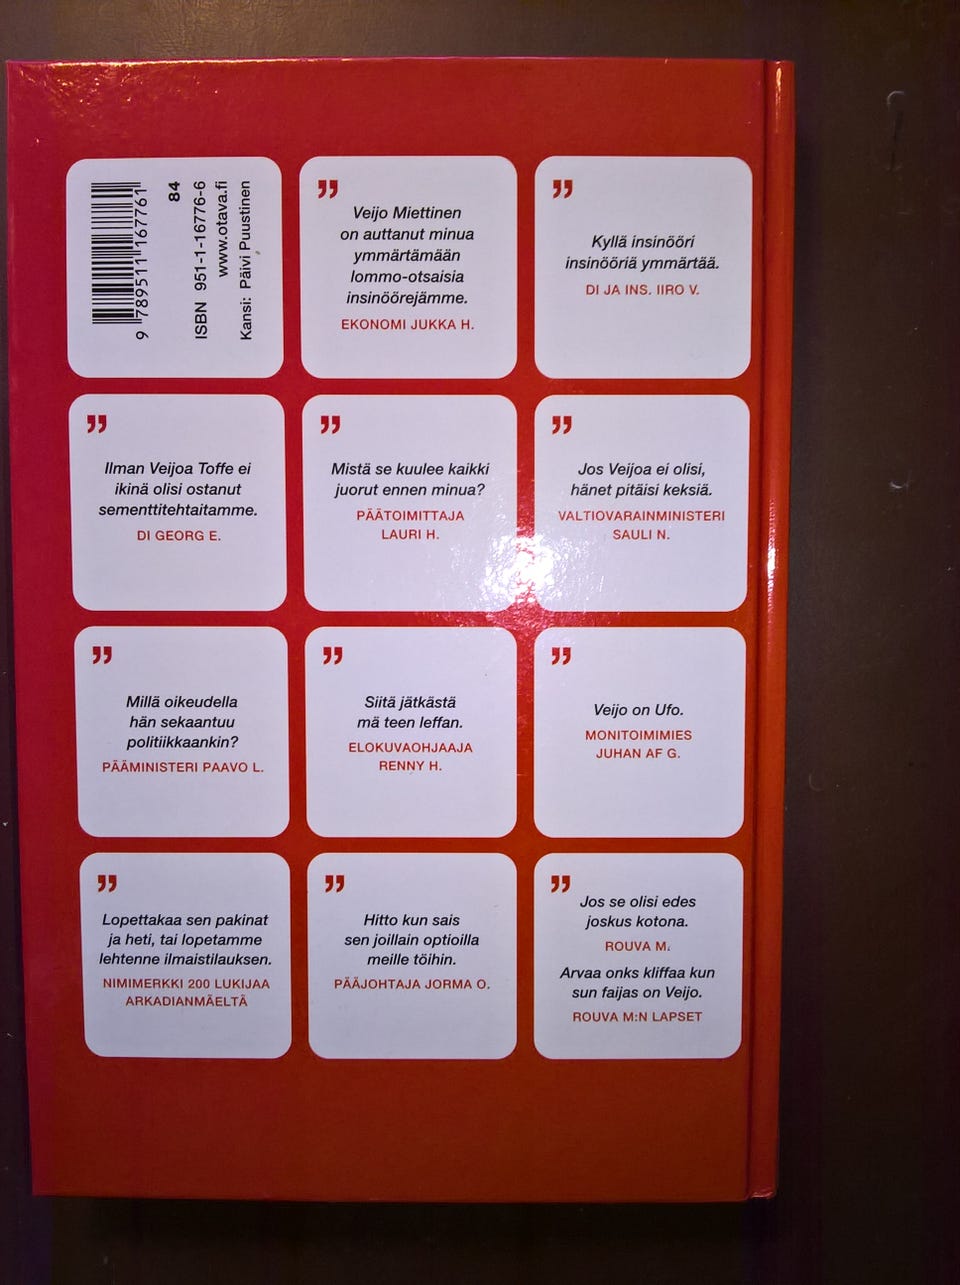 9 789511 167761
84
ISBN 951-1-16776-6
www.otava.fi
Kansi: Päivi Puustinen
”
Veijo Miettinen
on auttanut minua
ymmärtämään
lommo-otsaisia
insinöörejämme.
EKONOMI JUKKA H.
”
Kyllä insinööri
insinööriä ymmärtää.
DI JA INS. IIRO V.
”
Ilman Veijoa Toffe ei
ikinä olisi ostanut
sementtitehtaitamme.
DI GEORG E.
”
Mistä se kuulee kaikki
juorut ennen minua?
PÄÄTOIMITTAJA
LAURI H.
”
Jos Veijoa ei olisi,
hänet pitäisi keksiä.
VALTIOVARAINMINISTERI
SAULI N.
”
Millä oikeudella
hän sekaantuu
politiikkaankin?
PÄÄMINISTERI PAAVO L.
”
Siitä jätkästä
mä teen leffan.
ELOKUVAOHJAAJA
RENNY H.
”
Veijo on Ufo.
MONITOIMIMIES
JUHAN AF G.
”
Lopettakaa sen pakinat
ja heti, tai lopetamme
lehtenne ilmaistilauksen.
NIMIMERKKI 200 LUKIJAA
ARKADIANMÄELTÄ
”
Hitto kun sais
sen joillain optioilla
meille töihin.
PÄÄJOHTAJA JORMA O.
”
Jos se olisi edes
joskus kotona.
ROUVA M.
Arvaa onks kliffaa kun
sun faijas on Veijo.
ROUVA M:N LAPSET